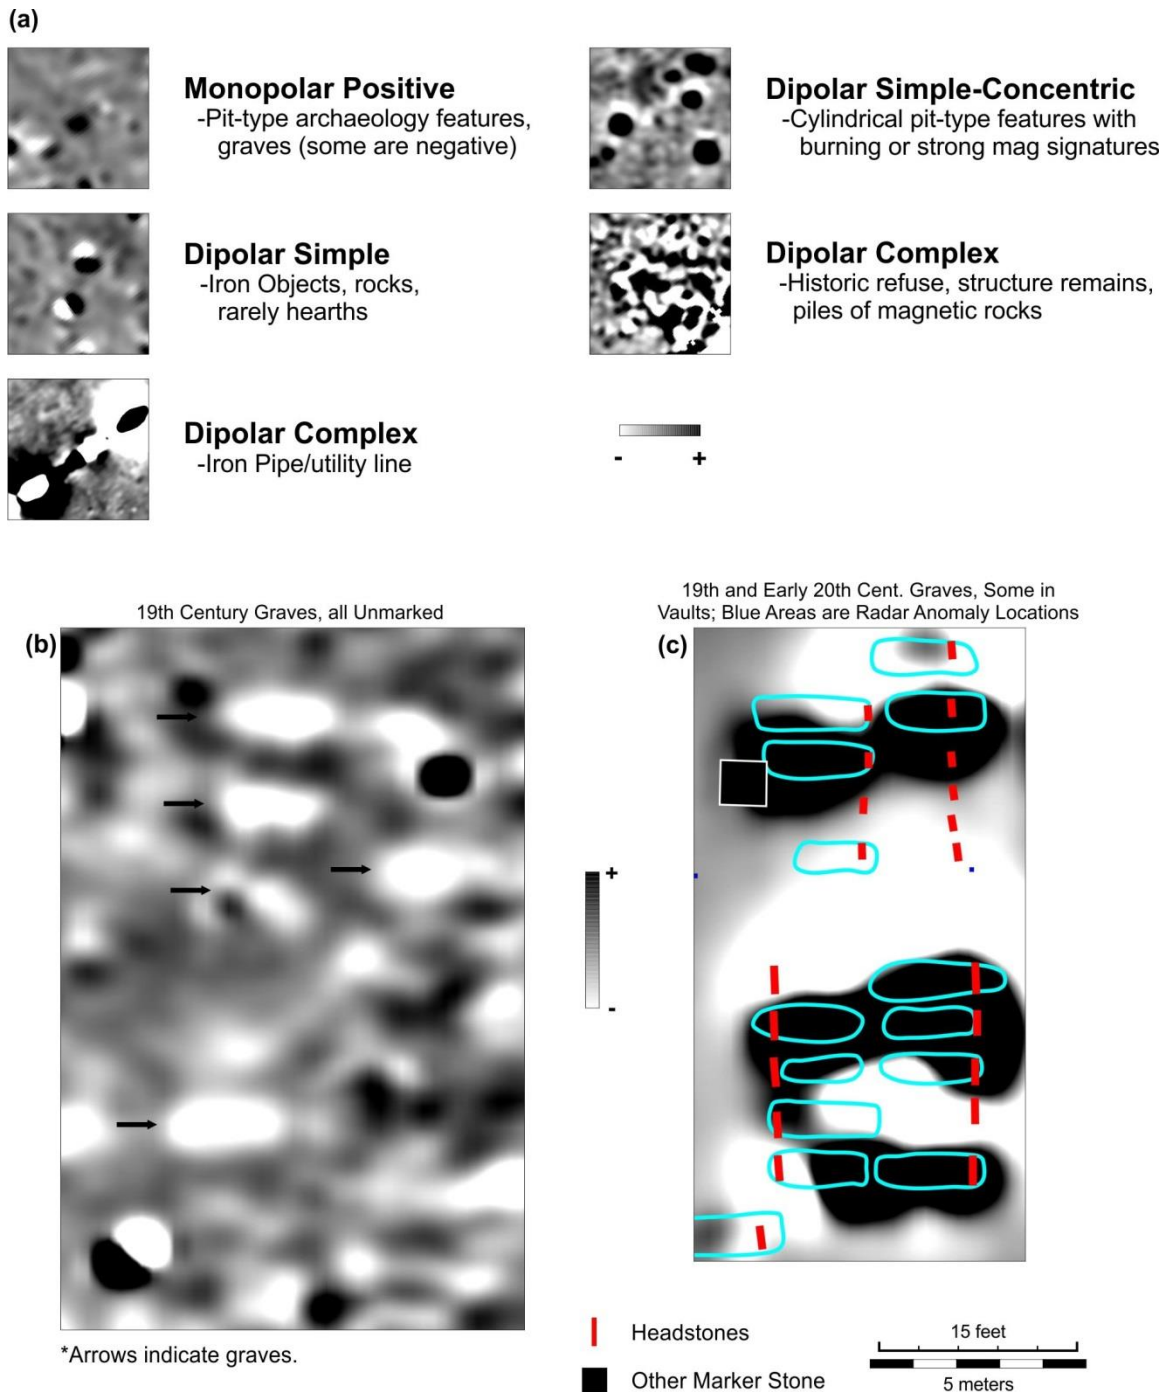 (a)
Monopolar Positive
-Pit-type archaeology features,
graves (some are negative)
Dipolar Simple-Concentric
-Cylindrical pit-type features with
burning or strong mag signatures
Dipolar Simple
-Iron Objects, rocks,
rarely hearths
Dipolar Complex
-Historic refuse, structure remains,
piles of magnetic rocks
Dipolar Complex
-Iron Pipe/utility line
- +
19th Century Graves, all Unmarked
(b)
*Arrows indicate graves.
+
-
19th and Early 20th Cent. Graves, Some in
Vaults; Blue Areas are Radar Anomaly Locations
(c)
Headstones
Other Marker Stone
15 feet
5 meters